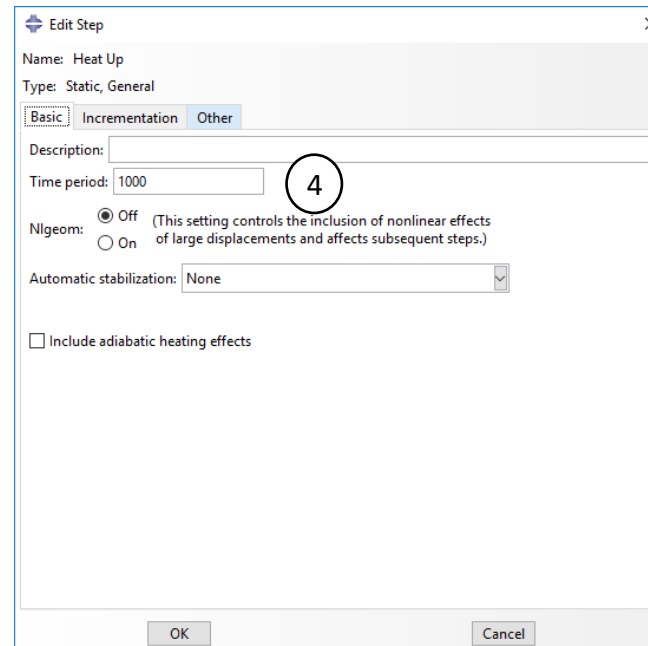 Edit Step
Name: Heat Up
Type: Static, General
Basic Incrementation Other
Description:
Time period: 1000
4
Nlgeom: Off (This setting controls the inclusion of nonlinear effects
On of large displacements and affects subsequent steps.)
Automatic stabilization: None
Include adiabatic heating effects
OK Cancel